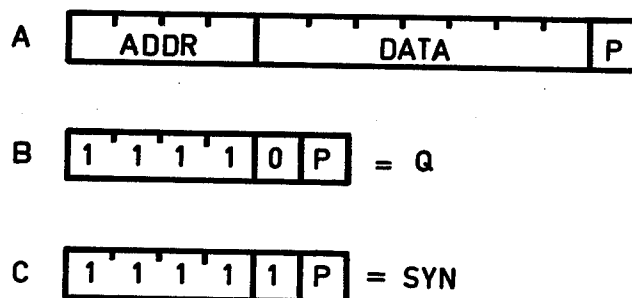 A ADDR DATA P
B 1 1 1 1 0 P = Q
C 1 1 1 1 1 P = SYN